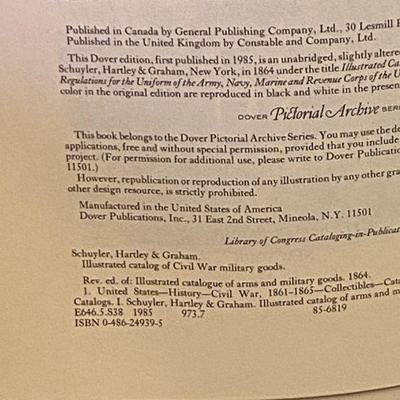 Published in Canada by General Publishing Company, Ltd., 30 Lesmill
Published in the United Kingdom by Constable and Company, Ltd.
This Dover edition, first published in 1985, is an unabridged, slightly
Schuyler, Hartley & Graham, New York, in 1864 under the title Illustrated
Regulations for the Uniform of the Army, Navy, Marine and Revenue Corps of the
color in the original edition are reproduced in black and white in the
DOVER Pictorial Archive
This book belongs to the Dover Pictorial Archive Series. You may use the
applications, free and without special permission, provided that you include
project. (For permission for additional use, please write to Dover
11501.)
However, republication or reproduction of any illustration by any other
other design resource, is strictly prohibited.
Manufactured in the United States of America
Dover Publications, Inc., 31 East 2nd Street, Mineola, N.Y. 11501
Library of Congress
Schuyler, Hartley & Graham.
Illustrated catalog of Civil War military goods.
Rev. ed. of: Illustrated catalogue of arms and military goods. 1864.
1. United States—History—Civil War, 1861-1865—Collectibles—
Catalogs. I. Schuyler, Hartley & Graham. Illustrated catalog of arms and
E646.5.S38 1985 973.7 85-6819
ISBN 0-486-24939-5